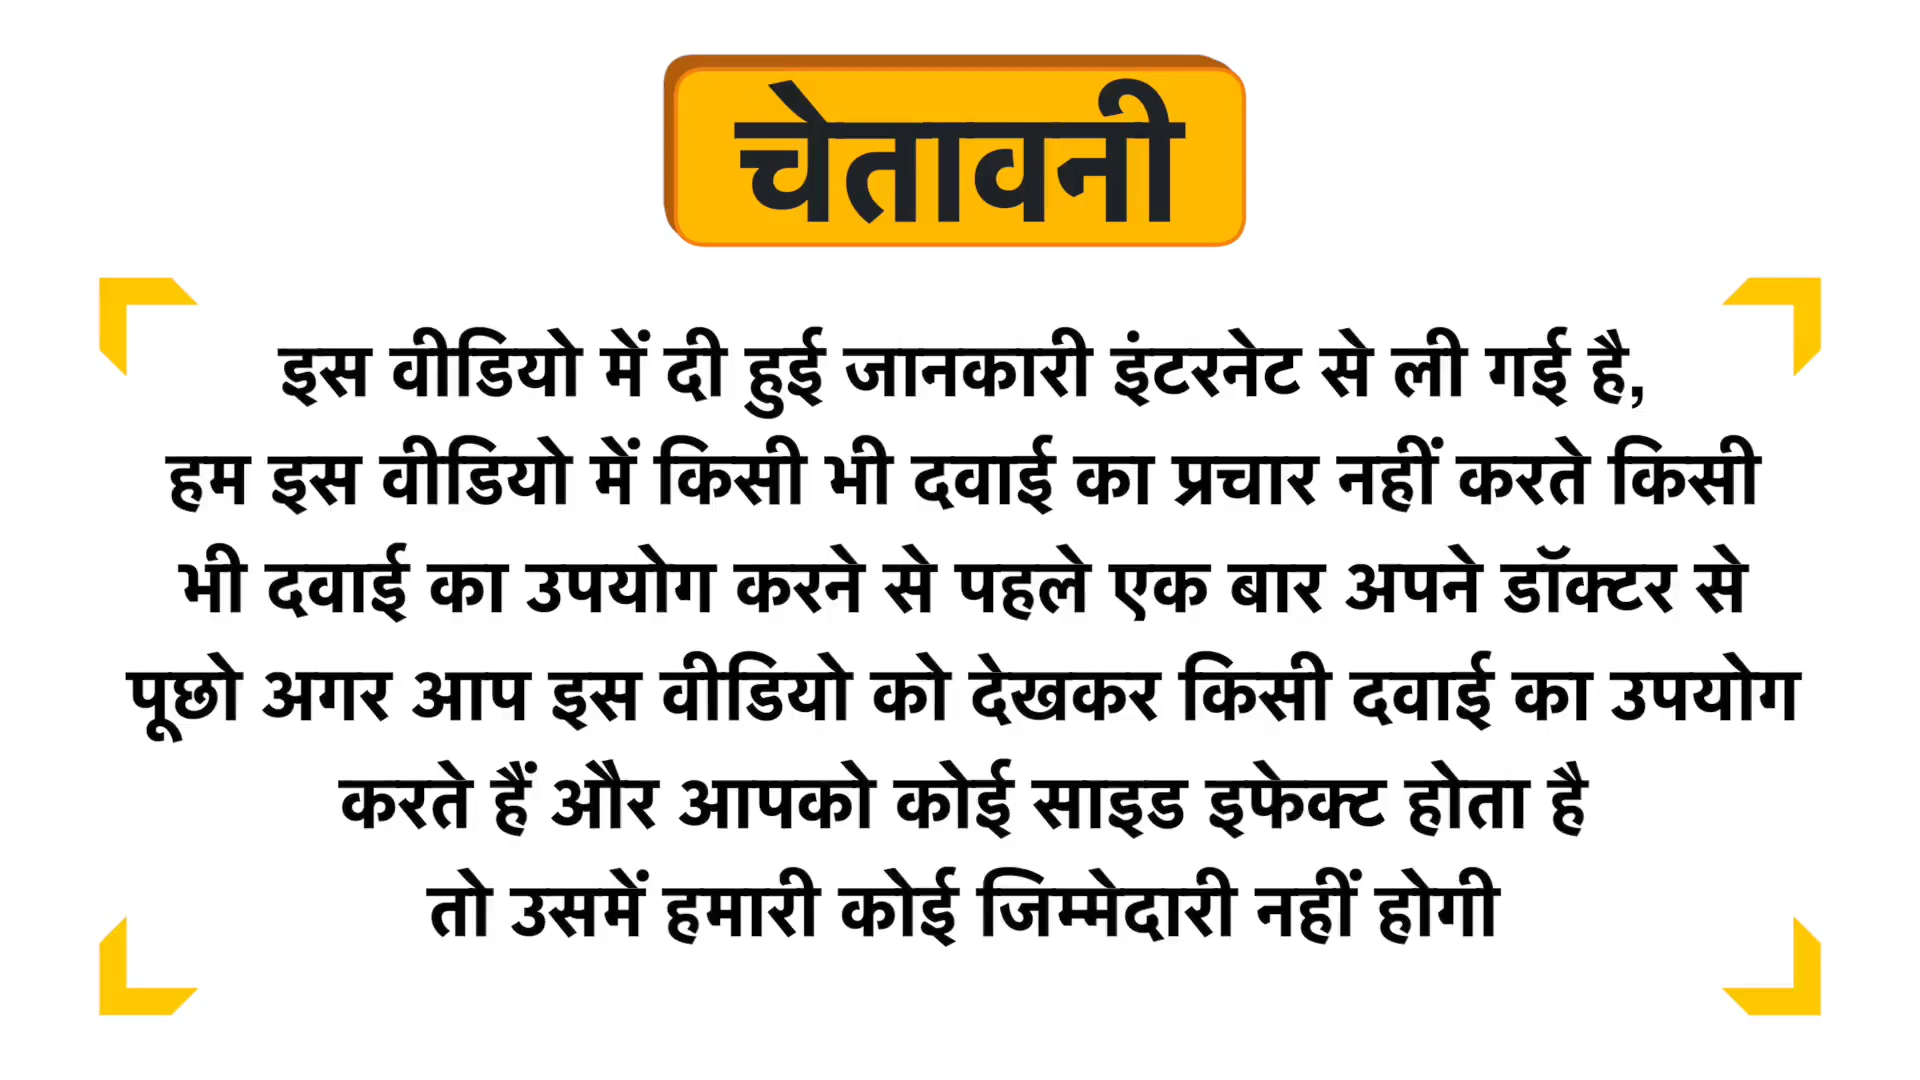 चेतावनी
इस वीडियो में दी हुई जानकारी इंटरनेट से ली गई है,
हम इस वीडियो में किसी भी दवाई का प्रचार नहीं करते किसी
भी दवाई का उपयोग करने से पहले एक बार अपने डॉक्टर से
पूछो अगर आप इस वीडियो को देखकर किसी दवाई का उपयोग
करते हैं और आपको कोई साइड इफेक्ट होता है
तो उसमें हमारी कोई जिम्मेदारी नहीं होगी